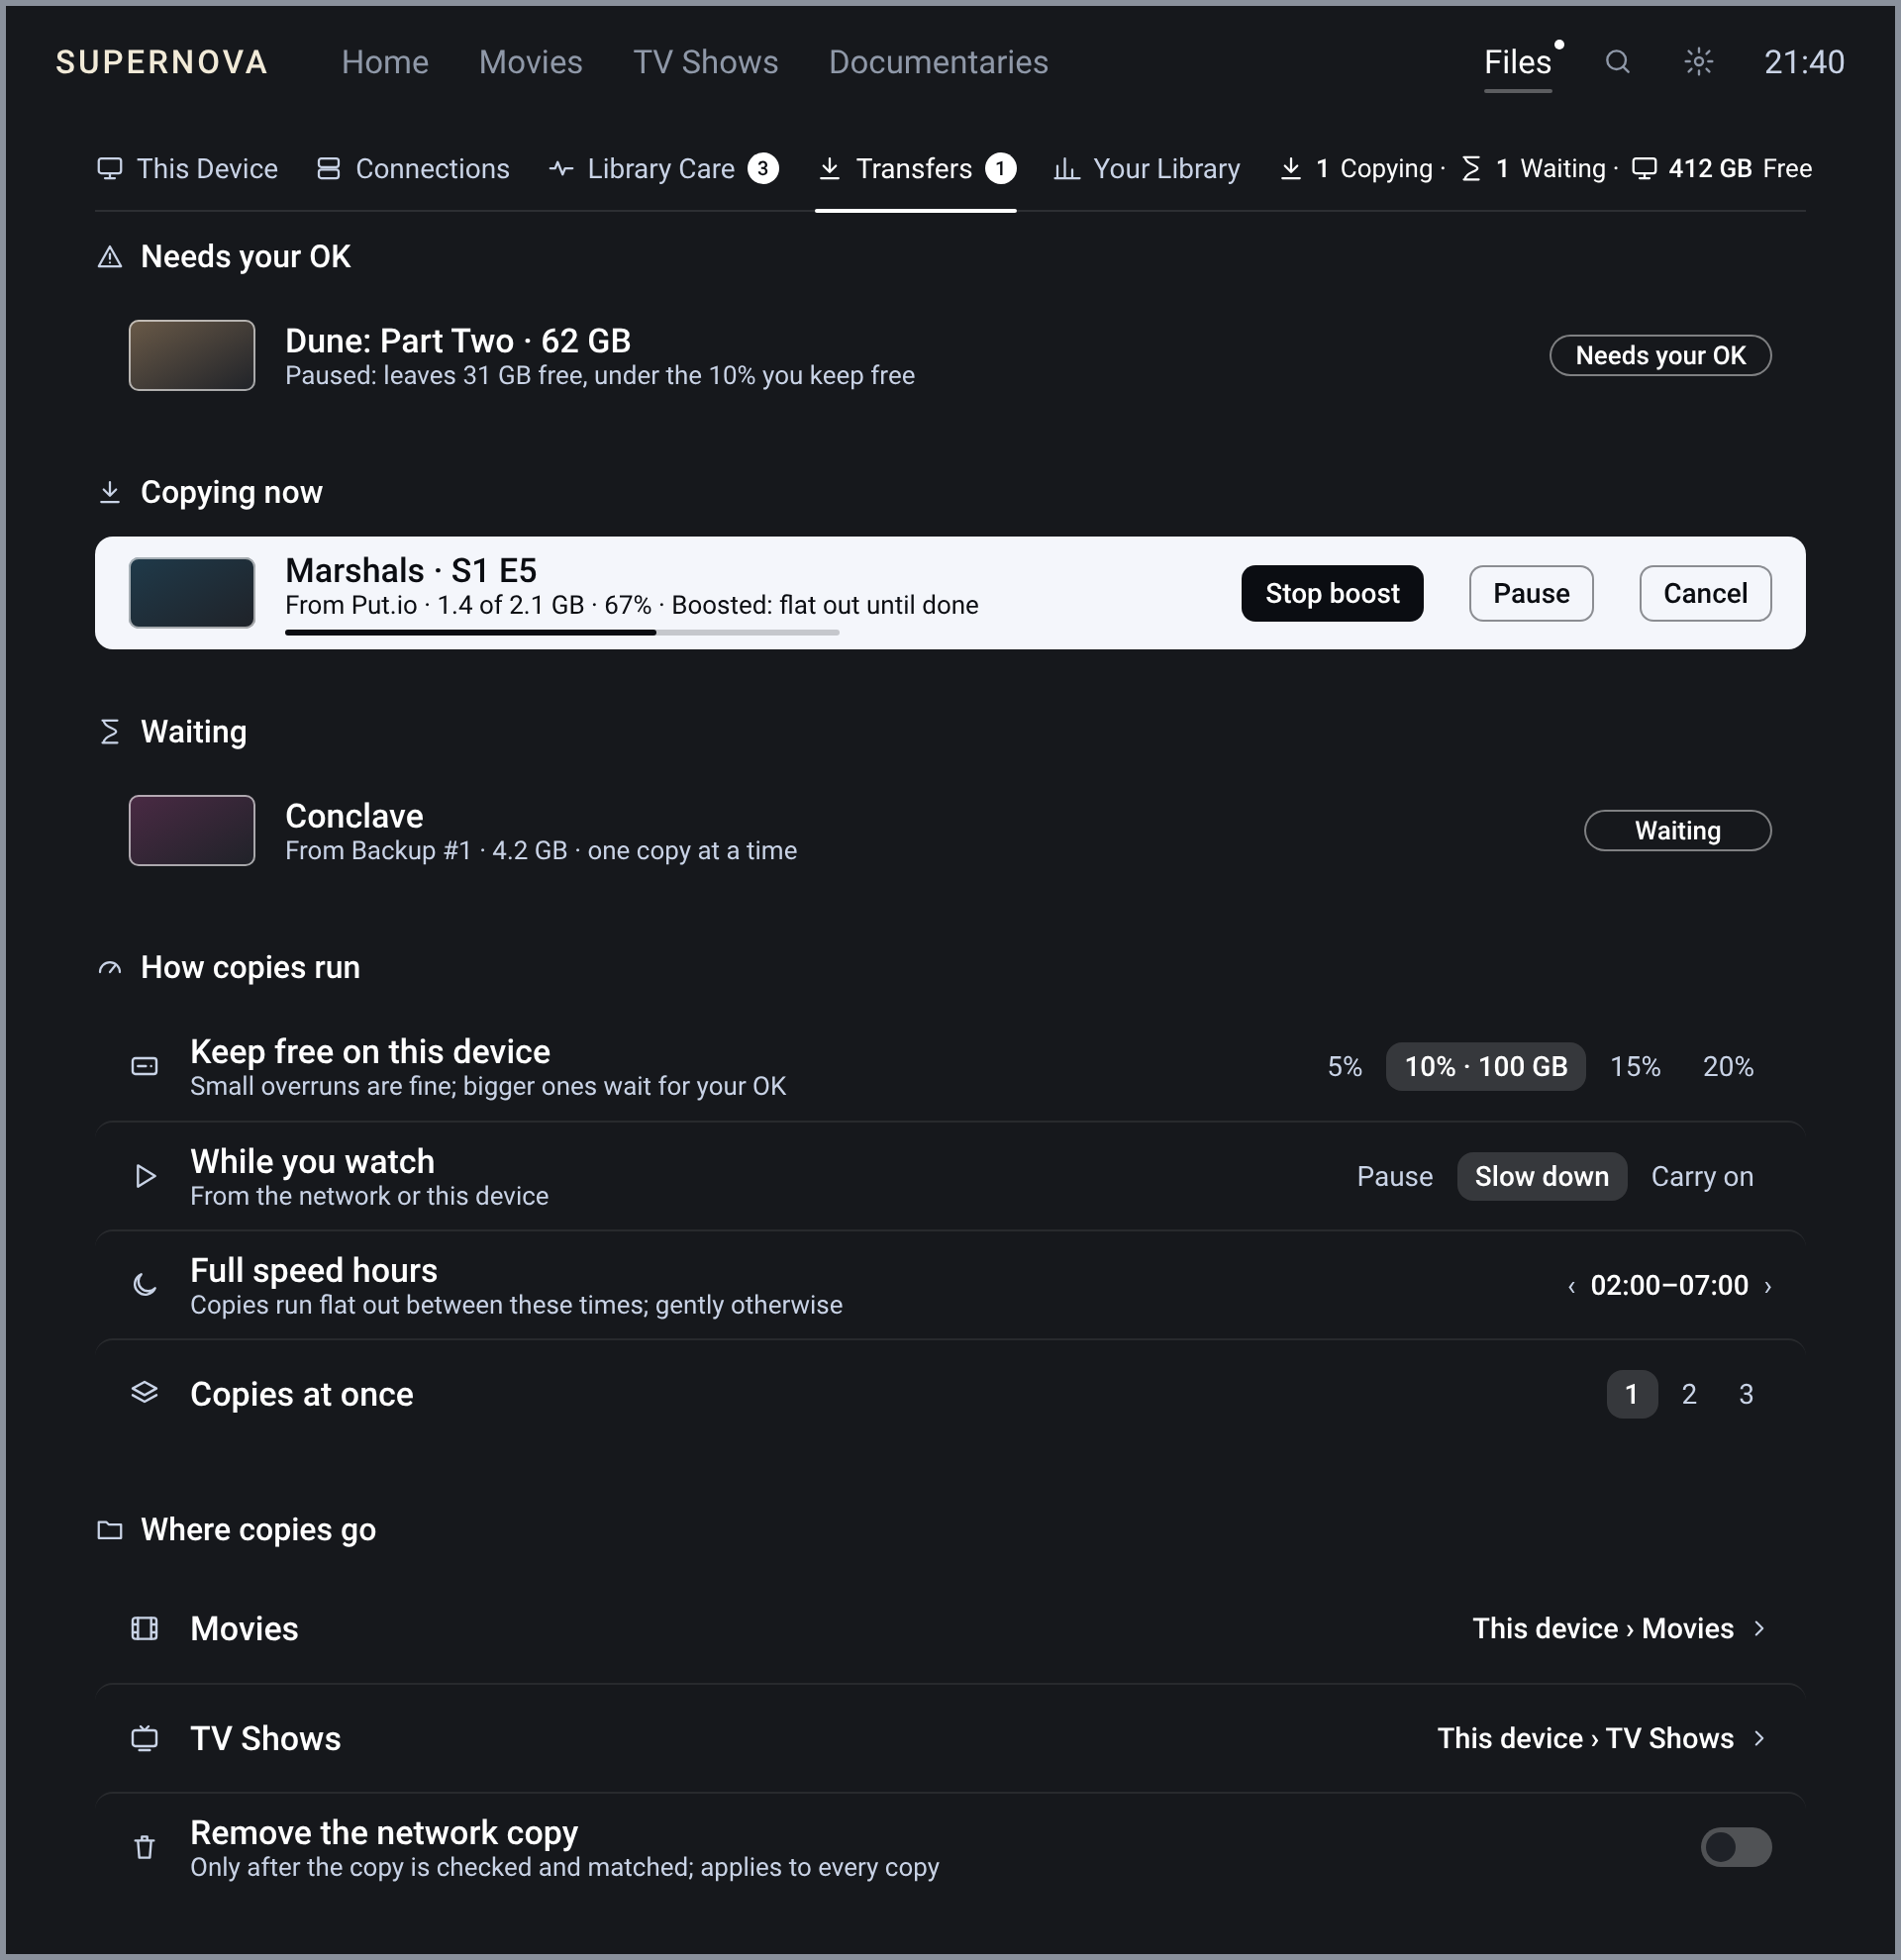 SUPERNOVA Home Movies TV Shows Documentaries Files 21:40
This Device Connections Library Care 3 Transfers 1 Your Library 1 Copying · 1 Waiting · 412 GB Free
Needs your OK
Dune: Part Two · 62 GB
Paused: leaves 31 GB free, under the 10% you keep free
Needs your OK
Copying now
Marshals · S1 E5
From Put.io · 1.4 of 2.1 GB · 67% · Boosted: flat out until done
Stop boost Pause Cancel
Waiting
Conclave
From Backup #1 · 4.2 GB · one copy at a time
Waiting
How copies run
Keep free on this device
Small overruns are fine; bigger ones wait for your OK
5% 10% · 100 GB 15% 20%
While you watch
From the network or this device
Pause Slow down Carry on
Full speed hours
Copies run flat out between these times; gently otherwise
‹ 02:00–07:00 ›
Copies at once
1 2 3
Where copies go
Movies
This device › Movies
TV Shows
This device › TV Shows
Remove the network copy
Only after the copy is checked and matched; applies to every copy